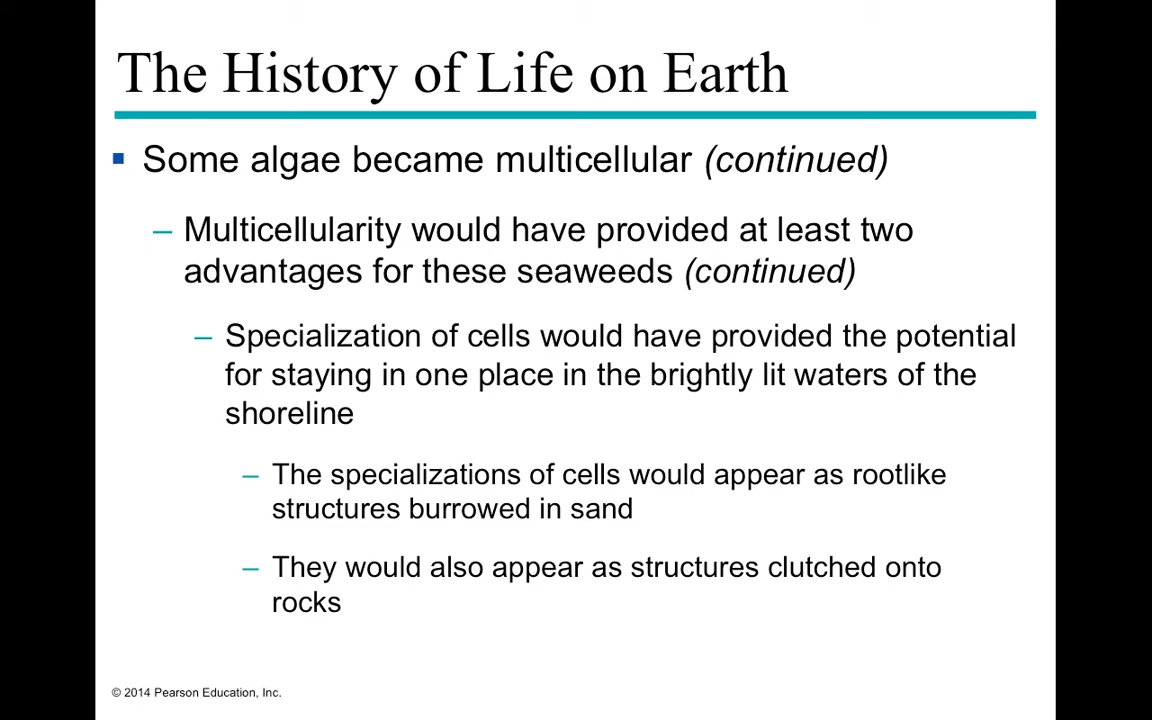 The History of Life on Earth
▪ Some algae became multicellular (continued)
– Multicellularity would have provided at least two
advantages for these seaweeds (continued)
– Specialization of cells would have provided the potential
for staying in one place in the brightly lit waters of the
shoreline
– The specializations of cells would appear as rootlike
structures burrowed in sand
– They would also appear as structures clutched onto
rocks
© 2014 Pearson Education, Inc.